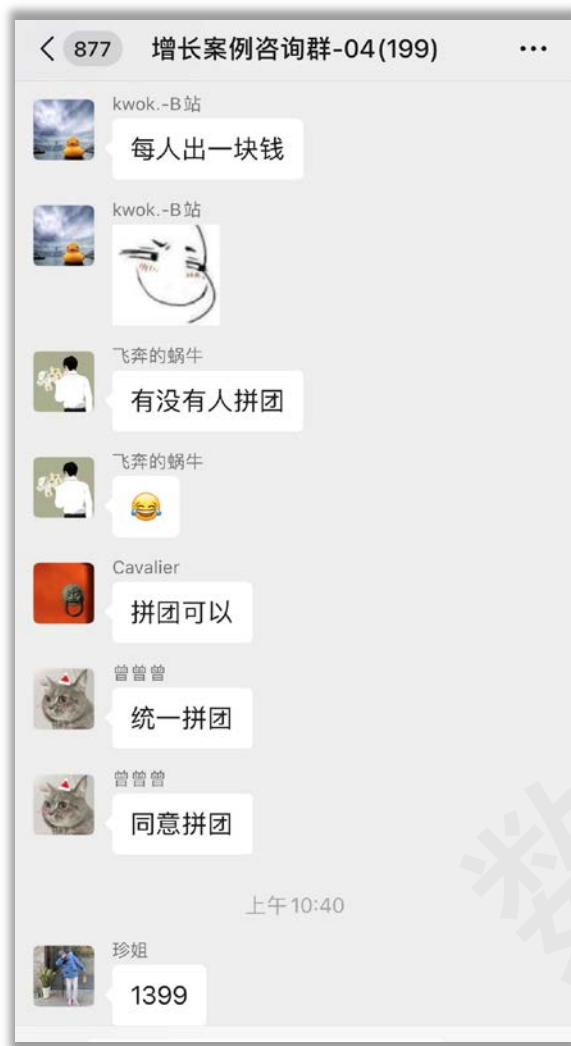 877
增长案例咨询群-04(199)
kwok.-B站
每人出一块钱
kwok.-B站
飞奔的蜗牛
有没有人拼团
飞奔的蜗牛
Cavalier
拼团可以
曾曾曾
统一拼团
曾曾曾
同意拼团
上午10:40
珍姐
1399